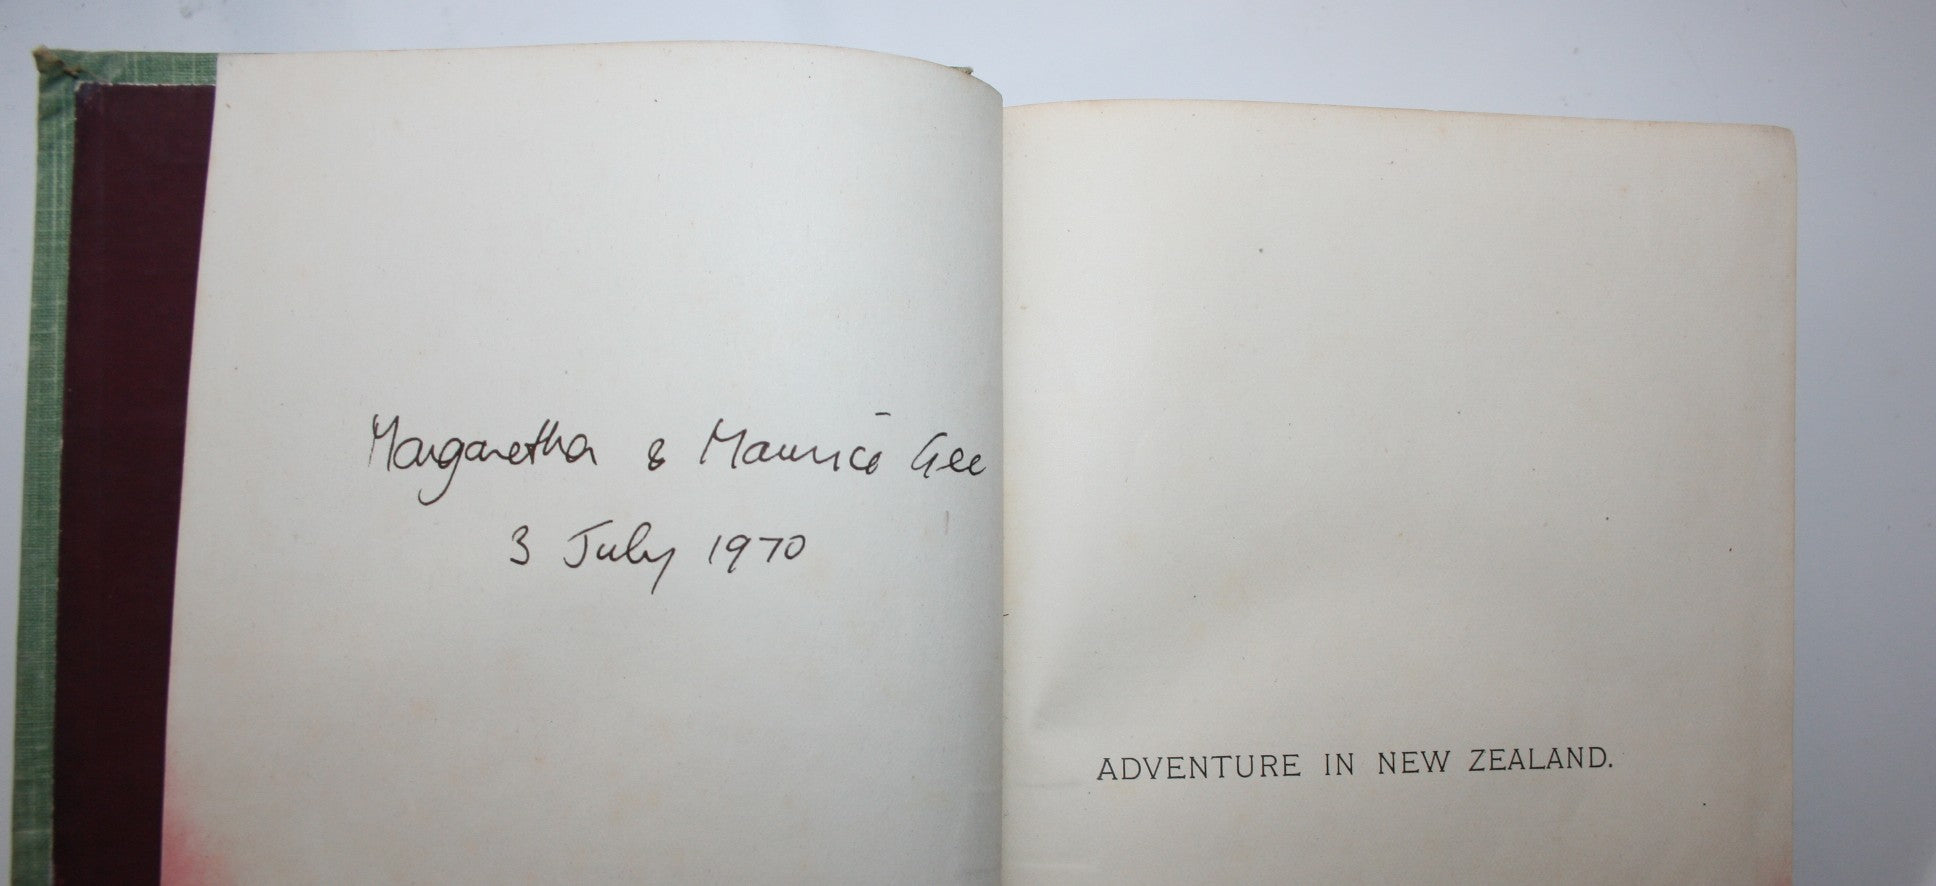 Margaretha & Maurice Gee
3 July 1970
ADVENTURE IN NEW ZEALAND.